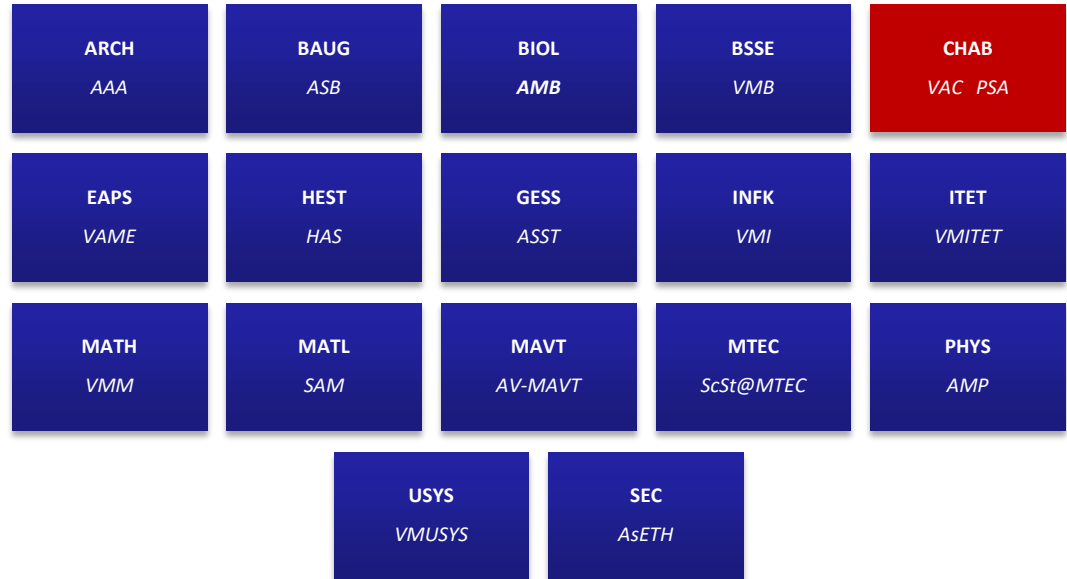 ARCH
AAA
BAUG
ASB
BIOL
AMB
BSSE
VMB
CHAB
VAC PSA
EAPS
VAME
HEST
HAS
GESS
ASST
INFK
VMI
ITET
VMITET
MATH
VMM
MATL
SAM
MAVT
AV-MAVT
MTEC
ScSt@MTEC
PHYS
AMP
USYS
VMUSYS
SEC
AsETH